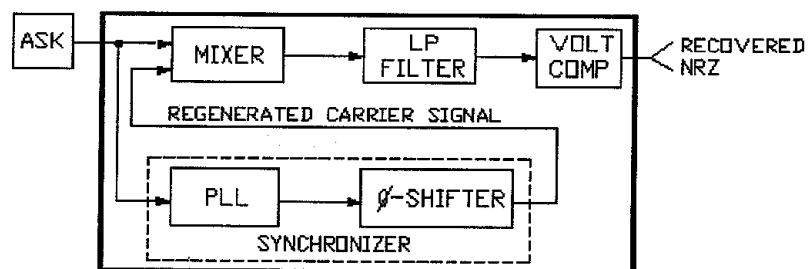 ASK
MIXER
LP
FILTER
VOLT
COMP
RECOVERED
NRZ
REGENERATED CARRIER SIGNAL
PLL
Ø-SHIFTER
SYNCHRONIZER